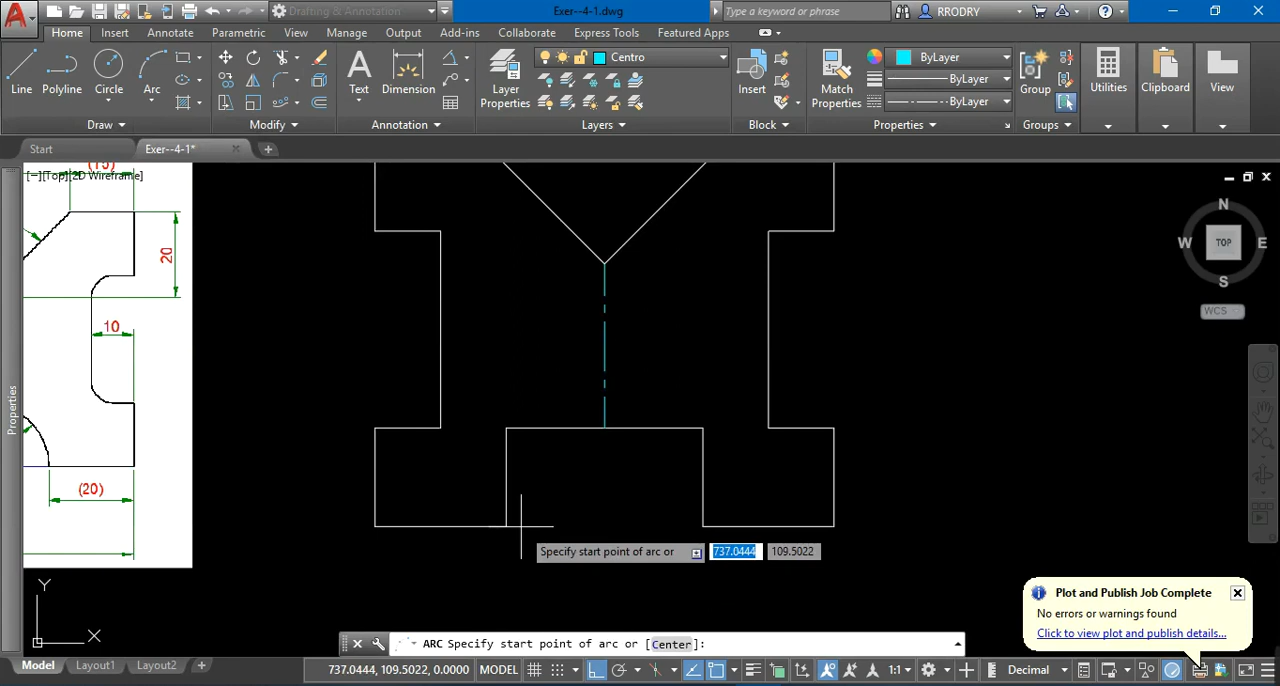 Drafting & Annotation
Exer--4-1.dwg
Type a keyword or phrase
RRODRY
Home Insert Annotate Parametric View Manage Output Add-ins Collaborate Express Tools Featured Apps
Line Polyline Circle Arc
Draw
Modify
Text Dimension
Annotation
Layer Properties
Centro
Layers
Insert
Block
Match Properties
ByLayer
ByLayer
ByLayer
Properties
Group
Groups
Utilities
Clipboard
View
Start
Exer--4-1*
[−][Top][2D Wireframe]
(15)
20
10
(20)
Properties
Y
X
N
W TOP E
S
WCS
Specify start point of arc or 737.0444 109.5022
Plot and Publish Job Complete
No errors or warnings found
Click to view plot and publish details...
ARC Specify start point of arc or [Center]:
Model Layout1 Layout2 +
737.0444, 109.5022, 0.0000 MODEL 1:1 Decimal